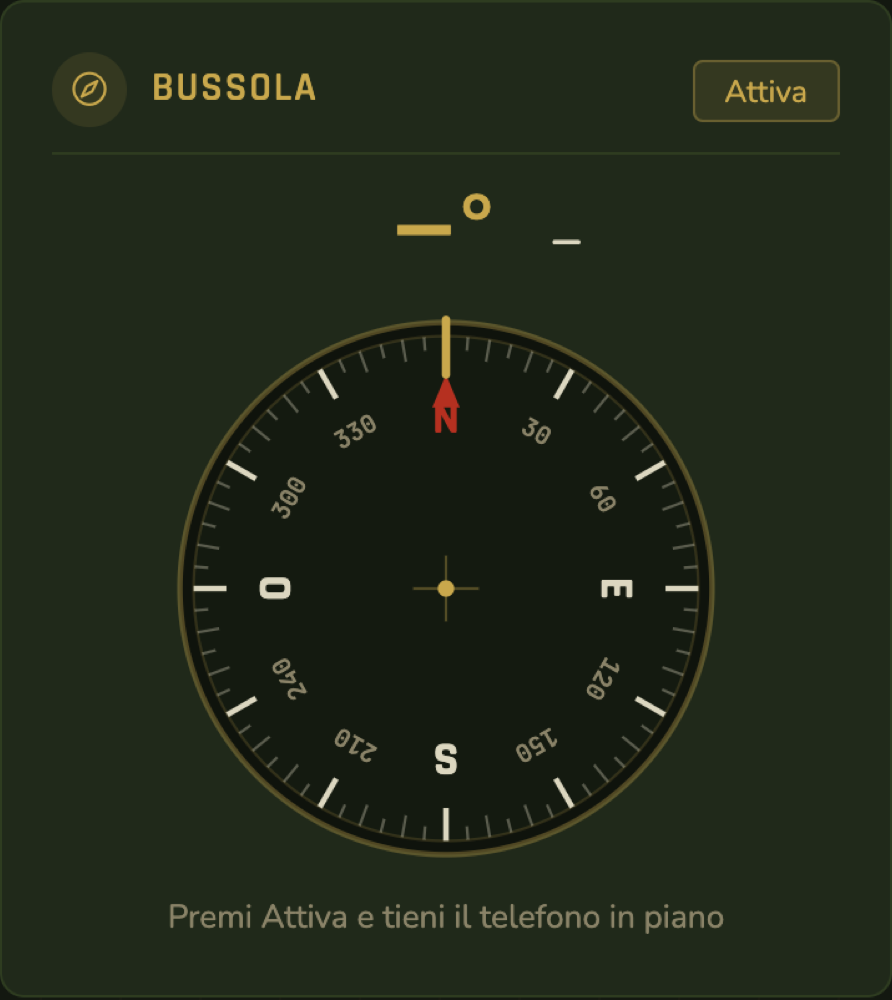 BUSSOLA
Attiva
—° —
N
330
30
300
60
O
E
240
120
210
150
S
Premi Attiva e tieni il telefono in piano